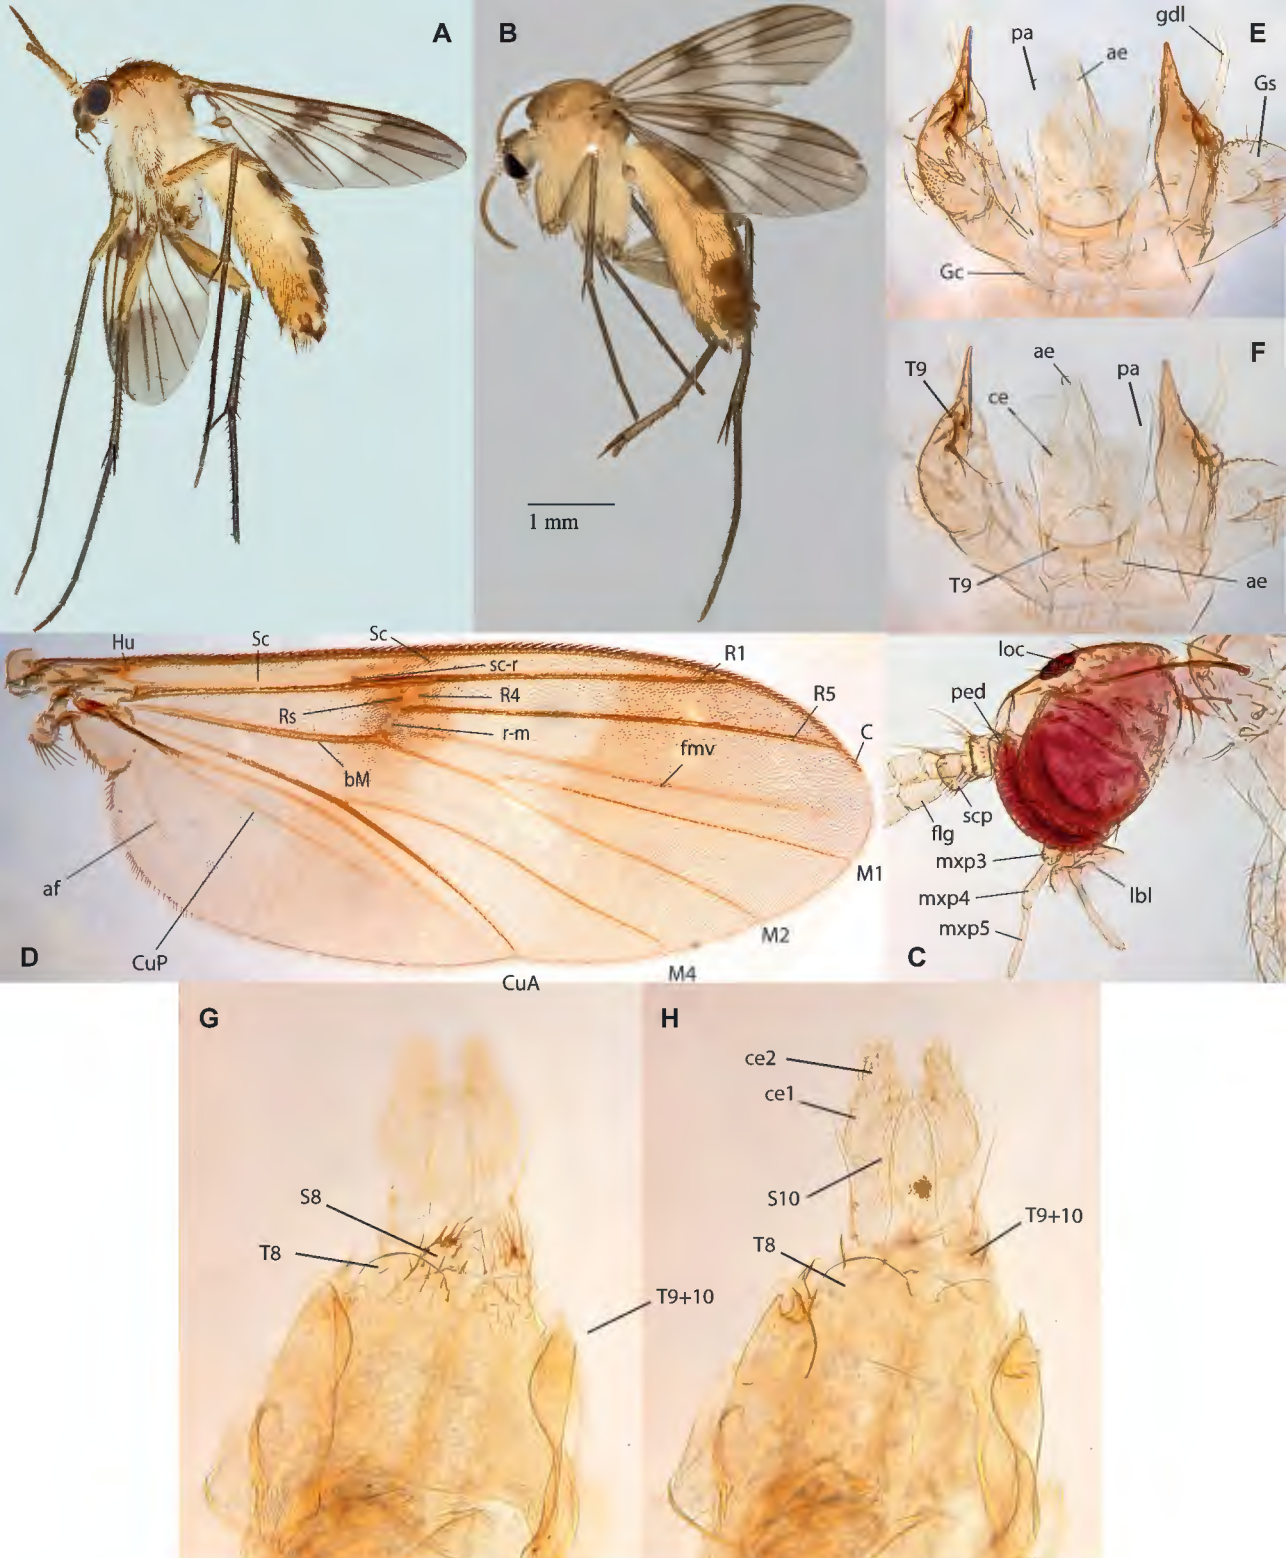 A
B
1 mm
E
pa
gdl
ae
Gs
Gc
F
ae
T9
pa
ce
T9
ae
Hu
Sc
Sc
sc-r
R1
R4
R5
Rs
r-m
C
fmv
bM
af
M1
M2
D
CuP
M4
CuA
loc
ped
scp
flg
mxp3
mxp4
lbl
mxp5
C
G
S8
T8
T9+10
H
ce2
ce1
S10
T9+10
T8